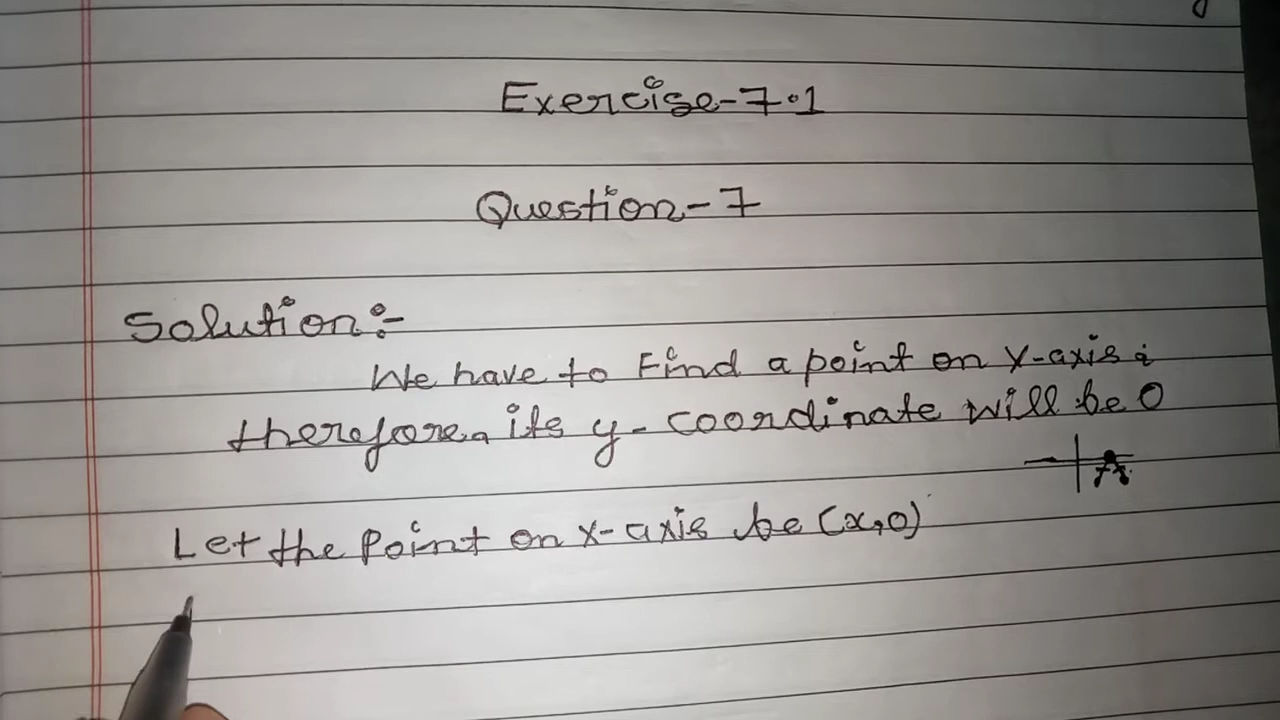 Exercise-7.1
Question-7
Solution:-
We have to Find a point on X-axis.
therefore, its y-coordinate will be 0
Let the Point on x-axis be (x,0)